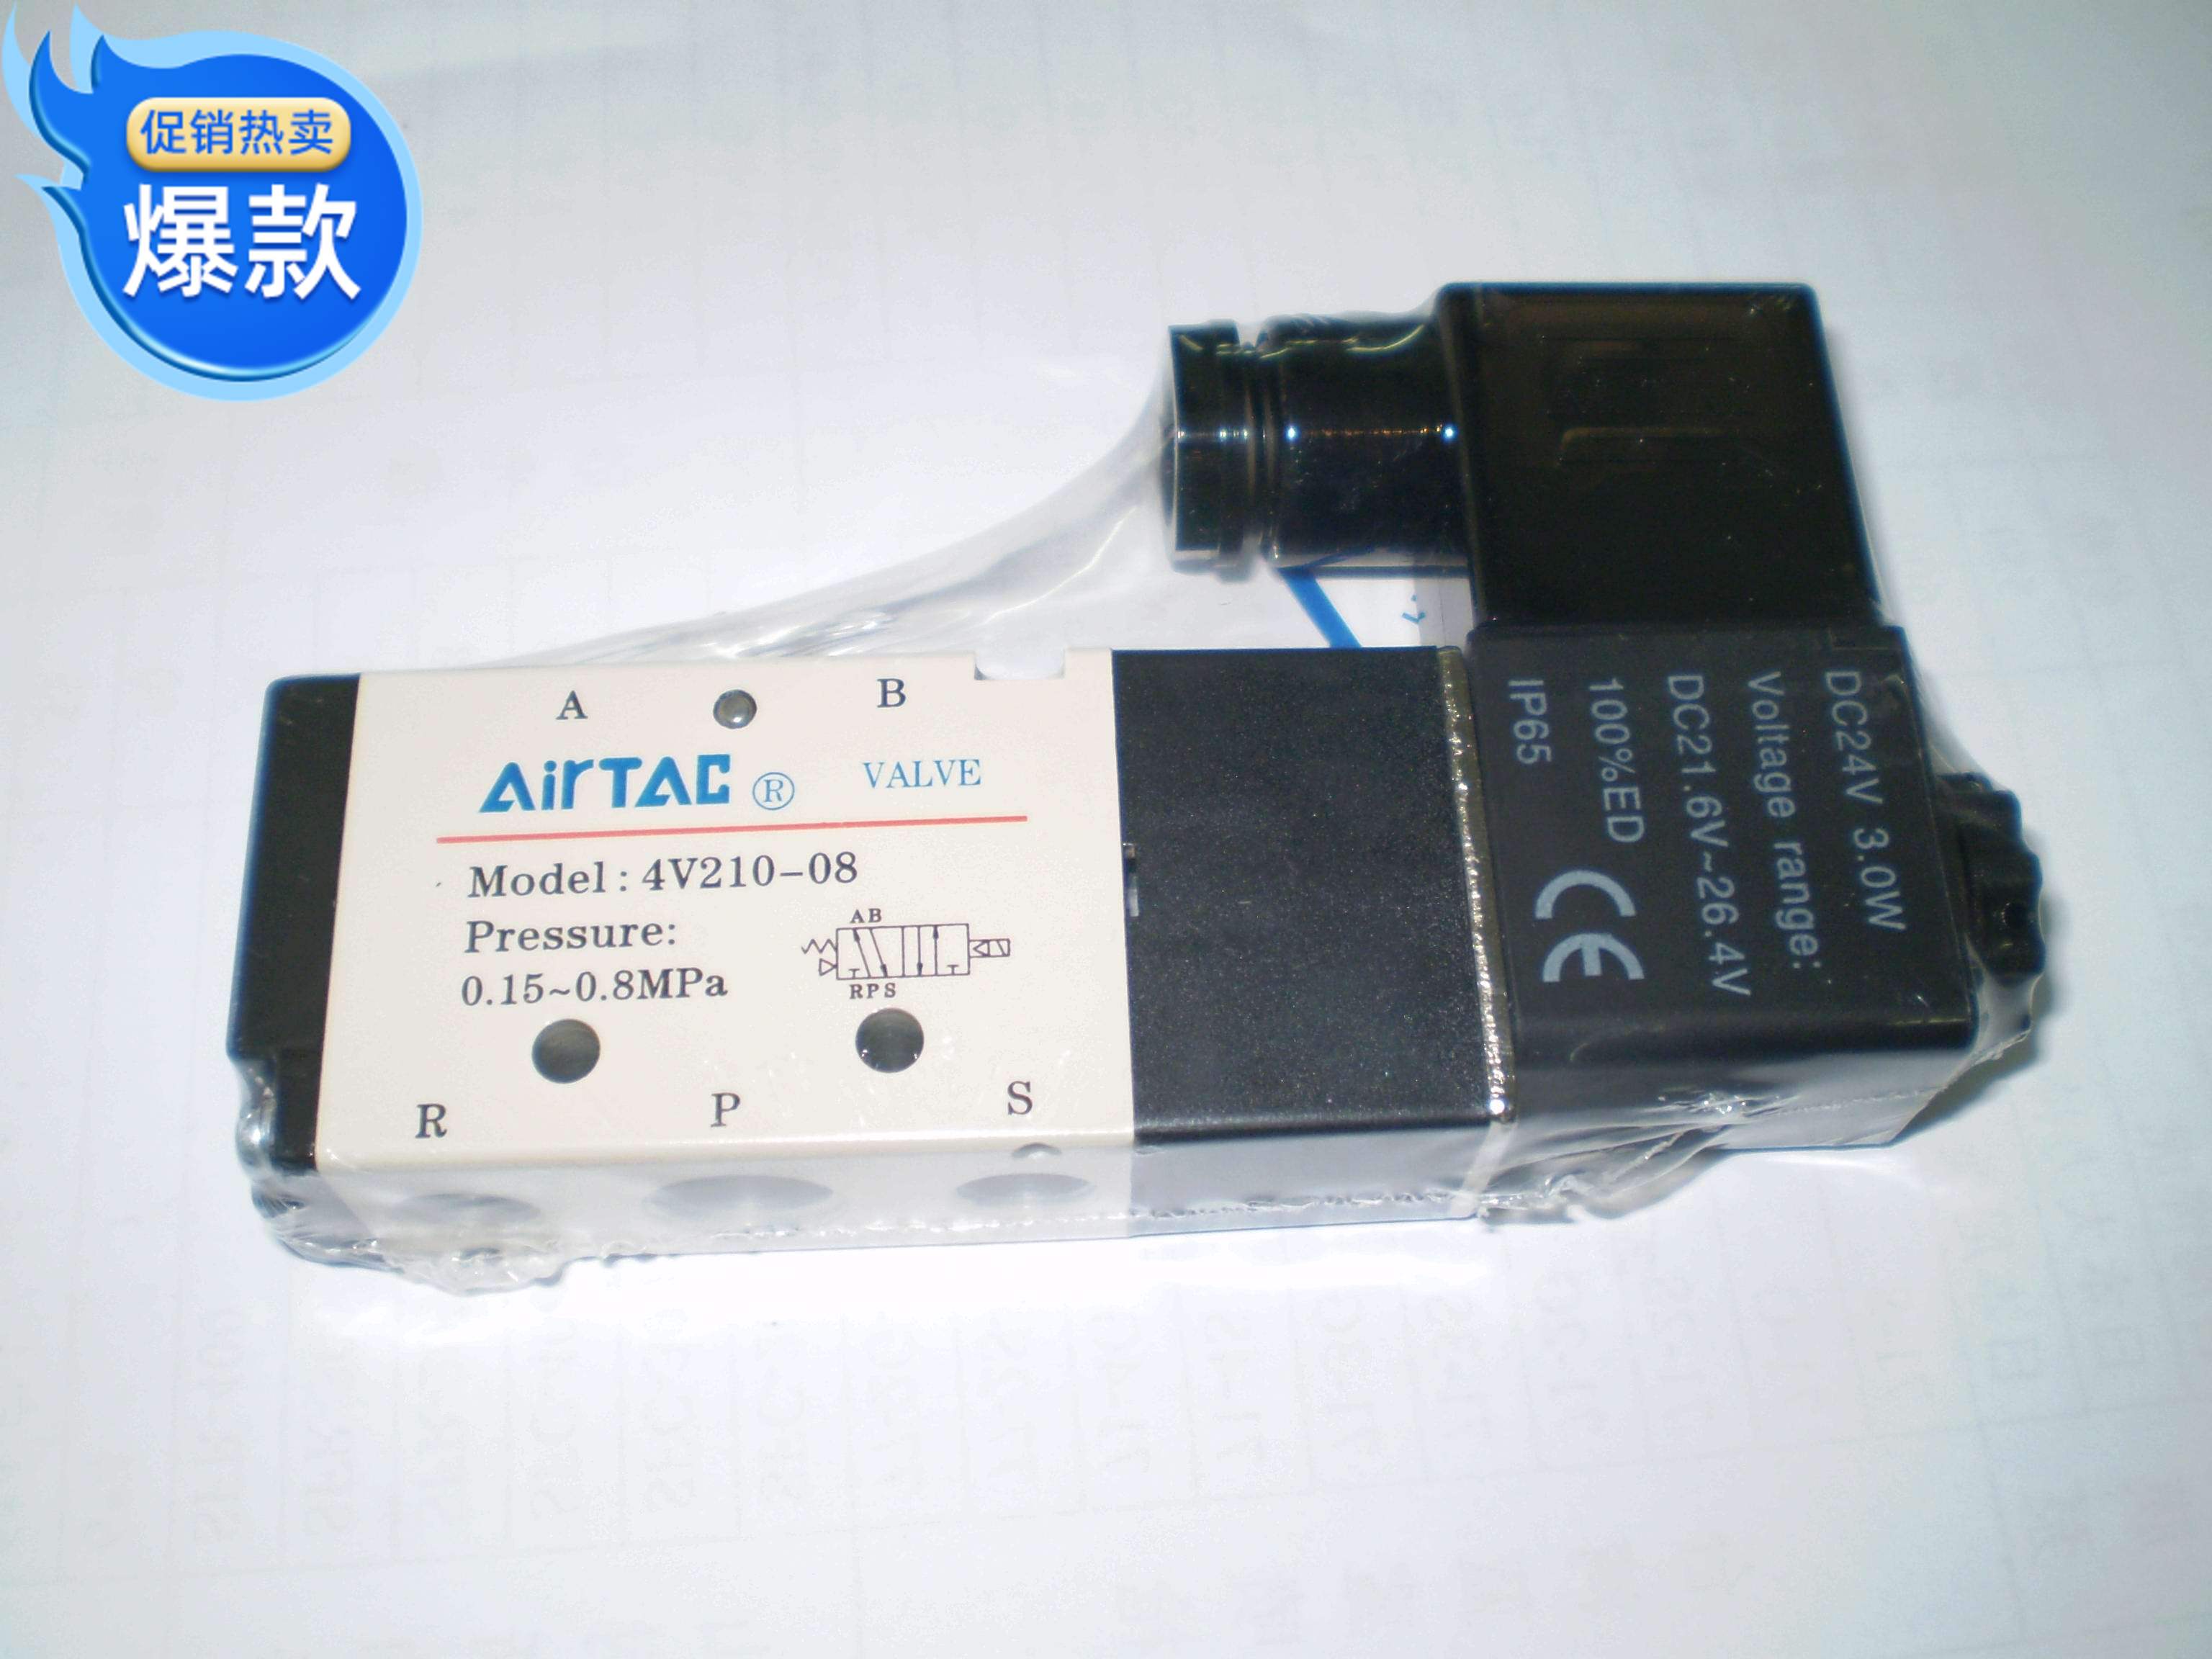 促销热卖
爆款
A B
AirTAC ® VALVE
Model: 4V210-08
Pressure:
0.15~0.8MPa
AB
RPS
R P S
DC24V 3.0W
Voltage range:
DC21.6V~26.4V
100%ED
IP65
CE